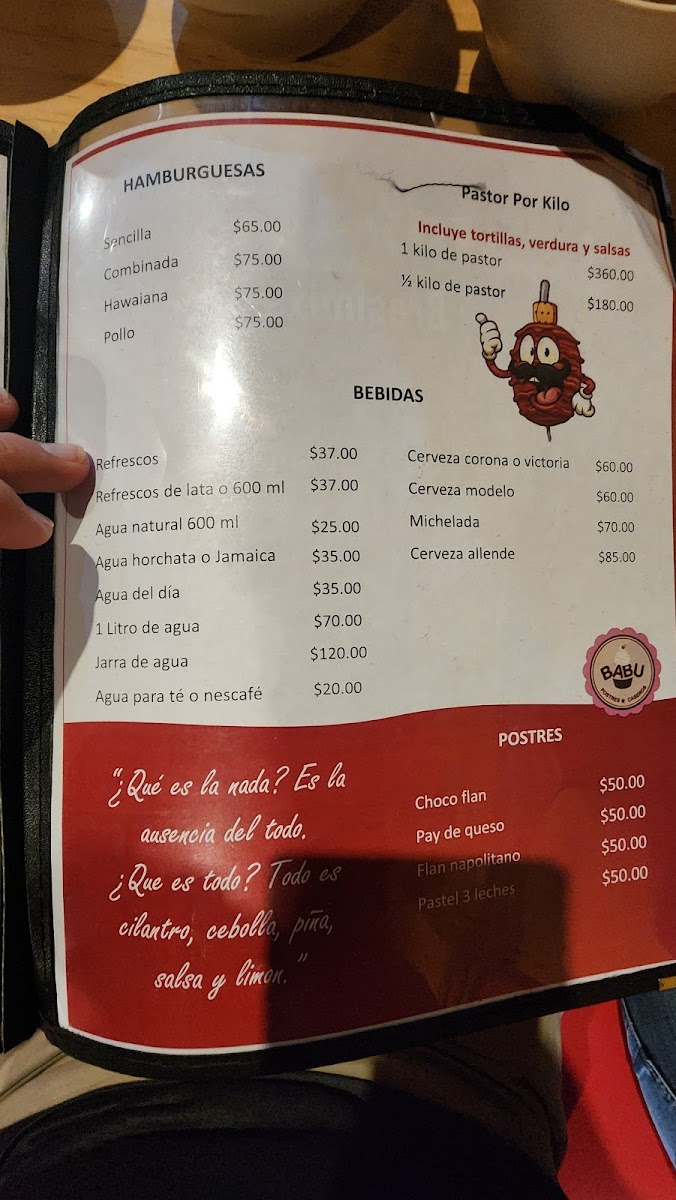 HAMBURGUESAS
Sencilla $65.00
Combinada $75.00
Hawaiana $75.00
Pollo $75.00
Pastor Por Kilo
Incluye tortillas, verdura y salsas
1 kilo de pastor $360.00
½ kilo de pastor $180.00
BEBIDAS
Refrescos $37.00
Refrescos de lata o 600 ml $37.00
Agua natural 600 ml $25.00
Agua horchata o Jamaica $35.00
Agua del día $35.00
1 Litro de agua $70.00
Jarra de agua $120.00
Agua para té o nescafé $20.00
Cerveza corona o victoria $60.00
Cerveza modelo $60.00
Michelada $70.00
Cerveza allende $85.00
BABU
POSTRES ★ CASEROS
POSTRES
Choco flan $50.00
Pay de queso $50.00
Flan napolitano $50.00
Pastel 3 leches $50.00
"¿Qué es la nada? Es la
ausencia del todo.
¿Que es todo? Todo es
cilantro, cebolla, piña,
salsa y limon."